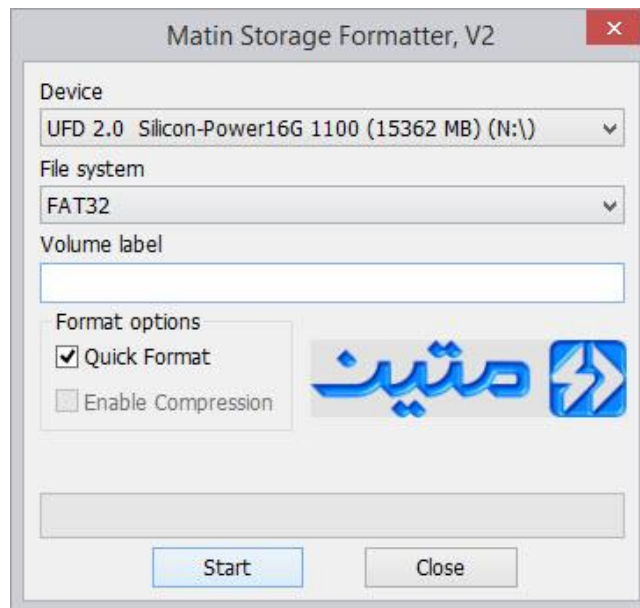 Matin Storage Formatter, V2
Device
UFD 2.0 Silicon-Power16G 1100 (15362 MB) (N:\)
File system
FAT32
Volume label
Format options
Quick Format
Enable Compression
متین
Start
Close